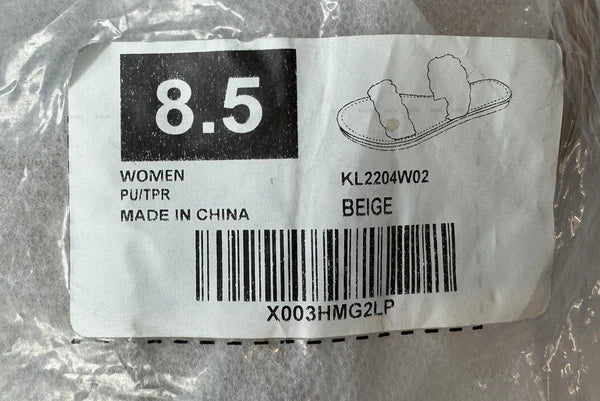 8.5
WOMEN
PU/TPR
MADE IN CHINA
KL2204W02
BEIGE
X003HMG2LP